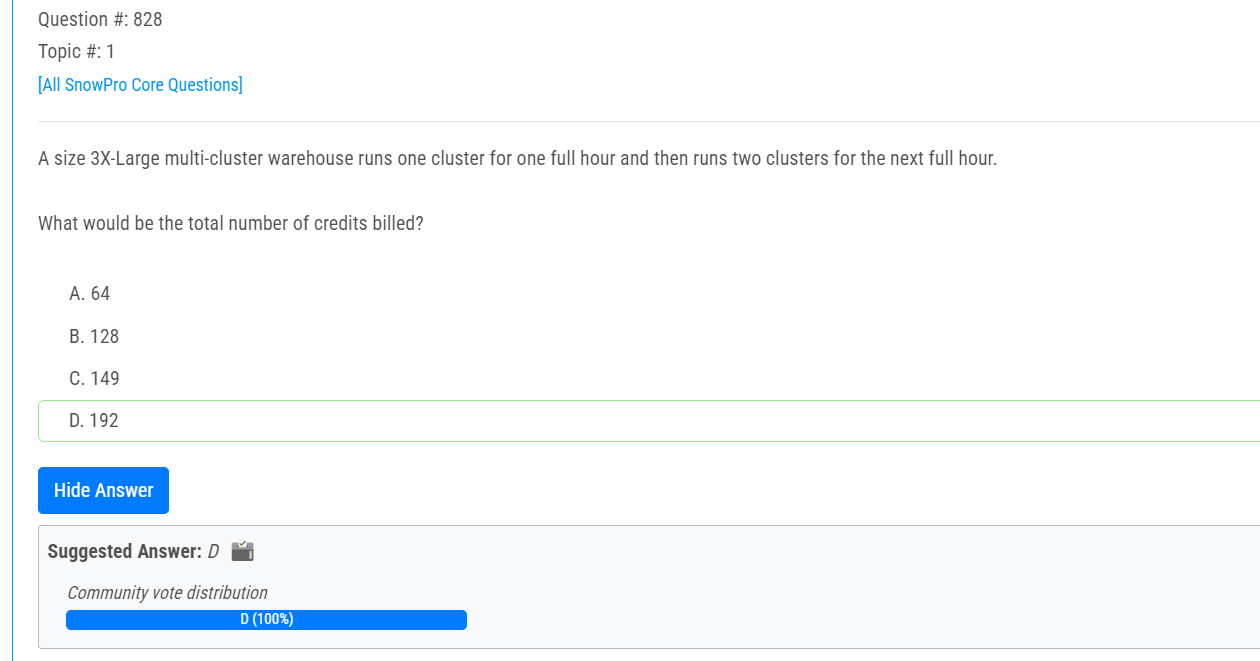 Question #: 828
Topic #: 1
[All SnowPro Core Questions]
A size 3X-Large multi-cluster warehouse runs one cluster for one full hour and then runs two clusters for the next full hour.
What would be the total number of credits billed?
A. 64
B. 128
C. 149
D. 192
Hide Answer
Suggested Answer: D
Community vote distribution
D (100%)